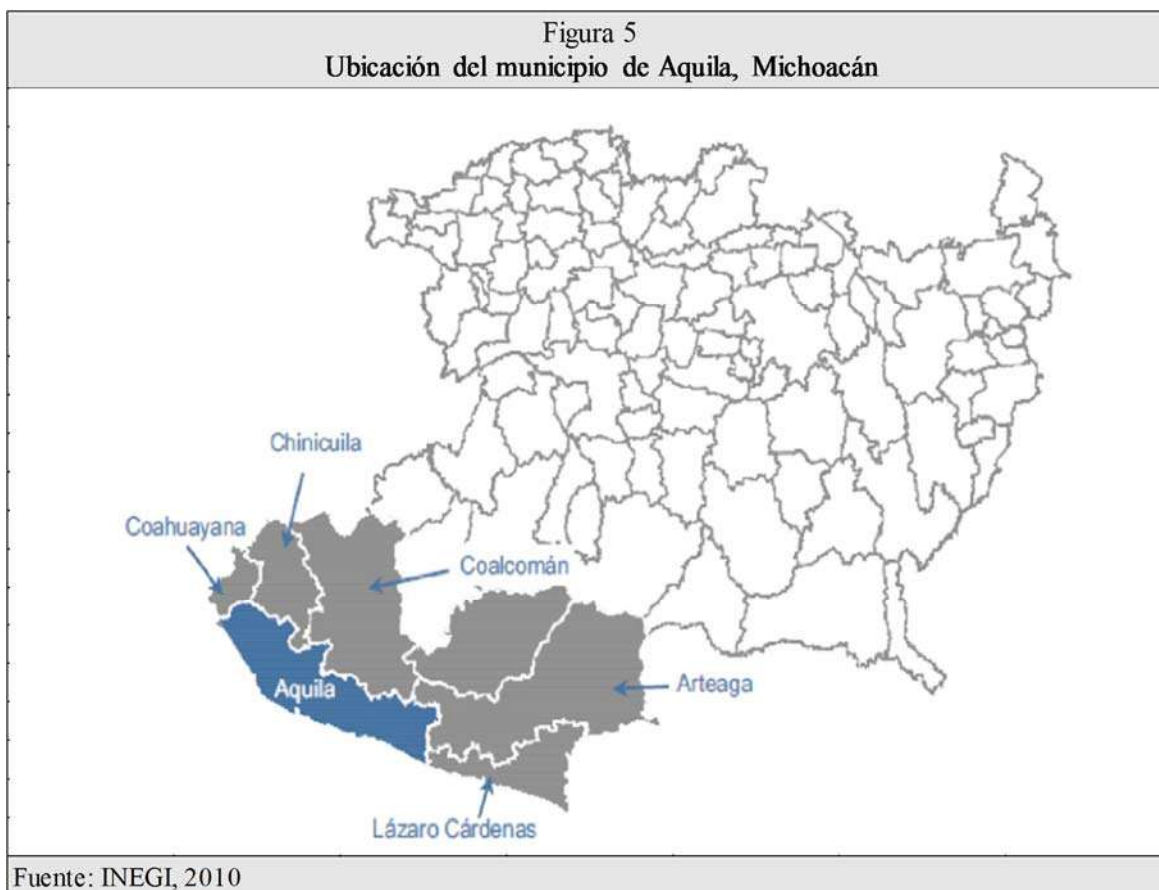 Figura 5
Ubicación del municipio de Aquila, Michoacán
Chinicuila
Coahuayana
Coalcomán
Aquila
Arteaga
Lázaro Cárdenas
Fuente: INEGI, 2010